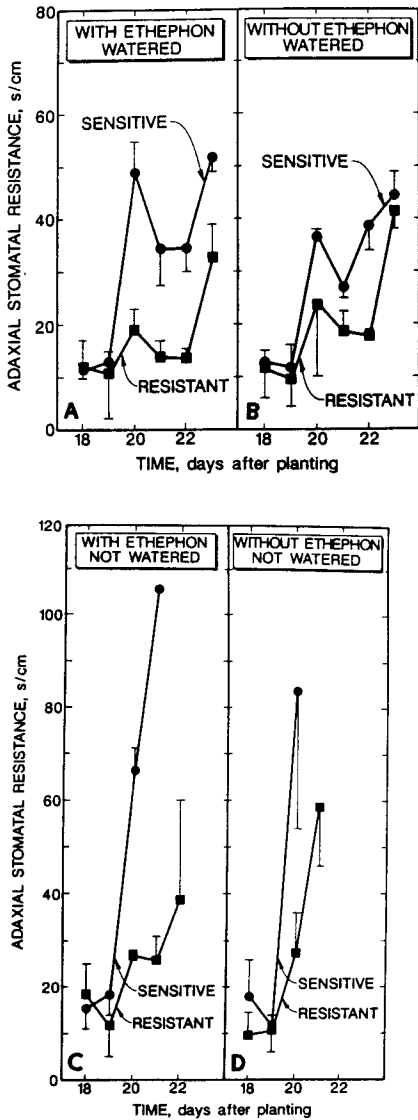 80
60
40
20
0
ADAXIAL STOMATAL RESISTANCE, s/cm
WITH ETHEPHON
WATERED
SENSITIVE
RESISTANT
A
18 20 22
WITHOUT ETHEPHON
WATERED
SENSITIVE
RESISTANT
B
18 20 22
TIME, days after planting
120
100
80
60
40
20
0
ADAXIAL STOMATAL RESISTANCE, s/cm
WITH ETHEPHON
NOT WATERED
SENSITIVE
RESISTANT
C
18 20 22
WITHOUT ETHEPHON
NOT WATERED
SENSITIVE
RESISTANT
D
18 20 22
TIME, days after planting